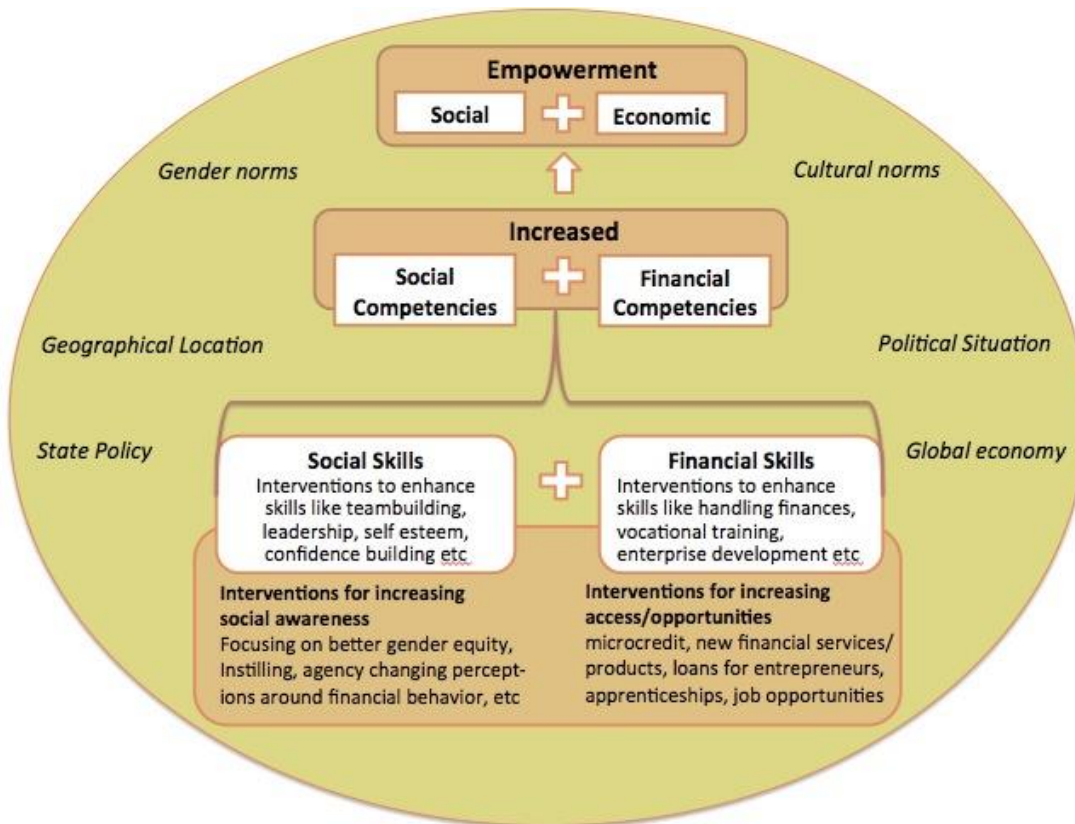 Empowerment
Social
Economic
Gender norms
Cultural norms
Increased
Social
Competencies
Financial
Competencies
Geographical Location
Political Situation
State Policy
Global economy
Social Skills
Interventions to enhance
skills like teambuilding,
leadership, self esteem,
confidence building etc
Financial Skills
Interventions to enhance
skills like handling finances,
vocational training,
enterprise development etc
Interventions for increasing
social awareness
Focusing on better gender equity,
Instilling, agency changing percept-
ions around financial behavior, etc
Interventions for increasing
access/opportunities
microcredit, new financial services/
products, loans for entrepreneurs,
apprenticeships, job opportunities